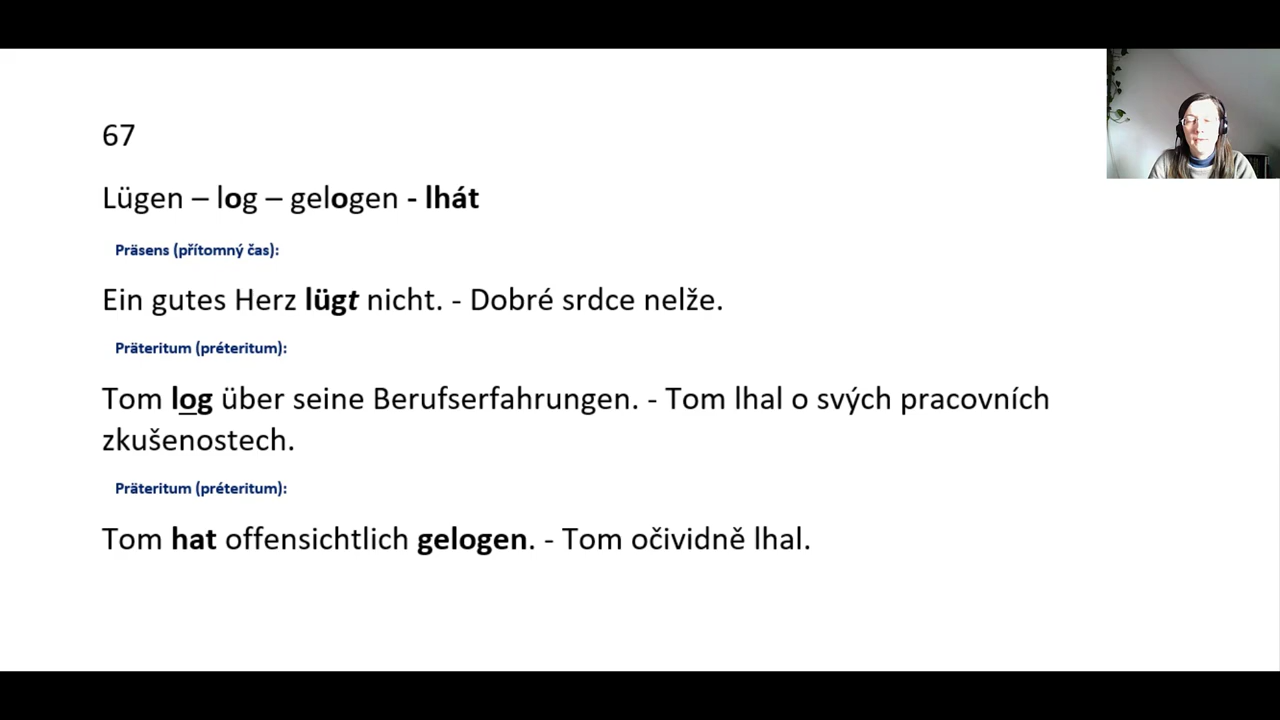 67
Lügen – log – gelogen - lhát
Präsens (přítomný čas):
Ein gutes Herz lügt nicht. - Dobré srdce nelže.
Präteritum (préteritum):
Tom log über seine Berufserfahrungen. - Tom lhal o svých pracovních
zkušenostech.
Präteritum (préteritum):
Tom hat offensichtlich gelogen. - Tom očividně lhal.